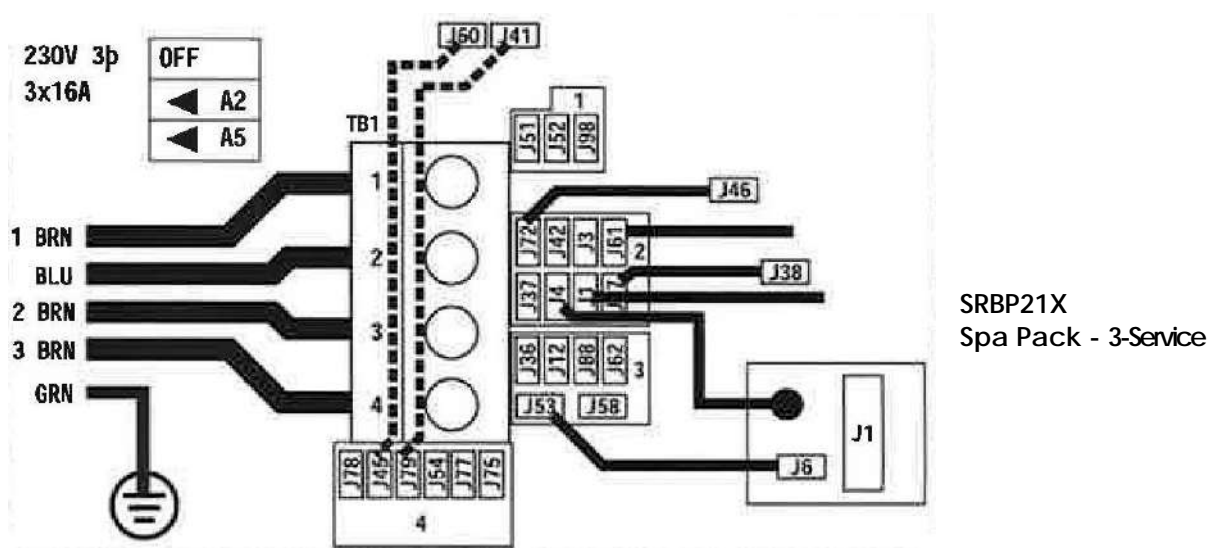 230V 3þ
3x16A
OFF
A2
A5
J60 J41
TB1
1
J51 J52 J98
1
J46
J72 J42 J3 J61
2
J37 J4 J1 J7
J38
2
1 BRN
BLU
2 BRN
3 BRN
GRN
3
J36 J12 J88 J62
3
J53 J58
4
J1
J6
J78 J45 J79 J54 J77 J75
4
SRBP21X
Spa Pack - 3-Service